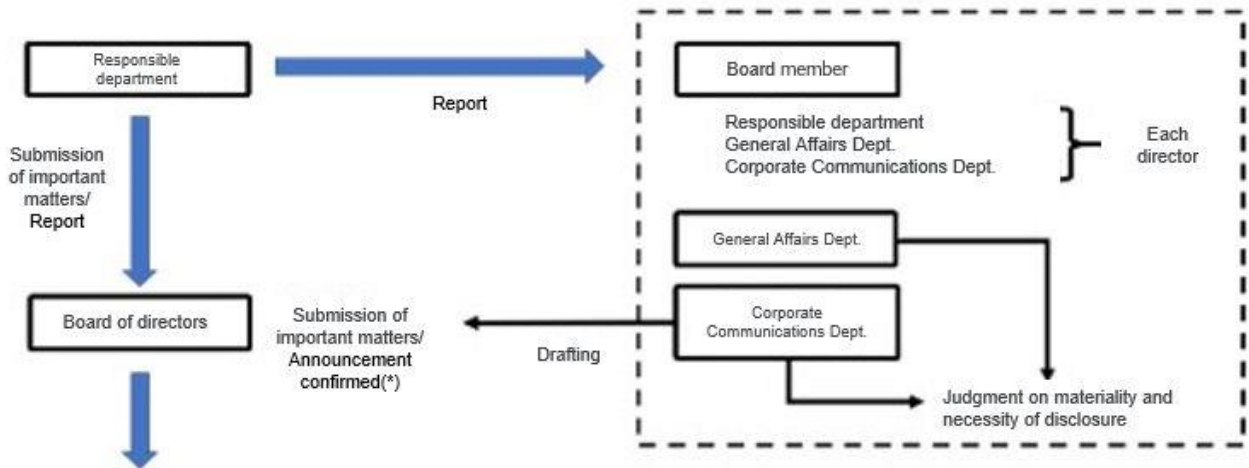 Responsible
department
Report
Board member
Responsible department
General Affairs Dept.
Corporate Communications Dept.
Each
director
Submission
of important
matters/
Report
General Affairs Dept.
Board of directors
Submission of
important matters/
Announcement
confirmed(*)
Drafting
Corporate
Communications Dept.
Judgment on materiality and
necessity of disclosure